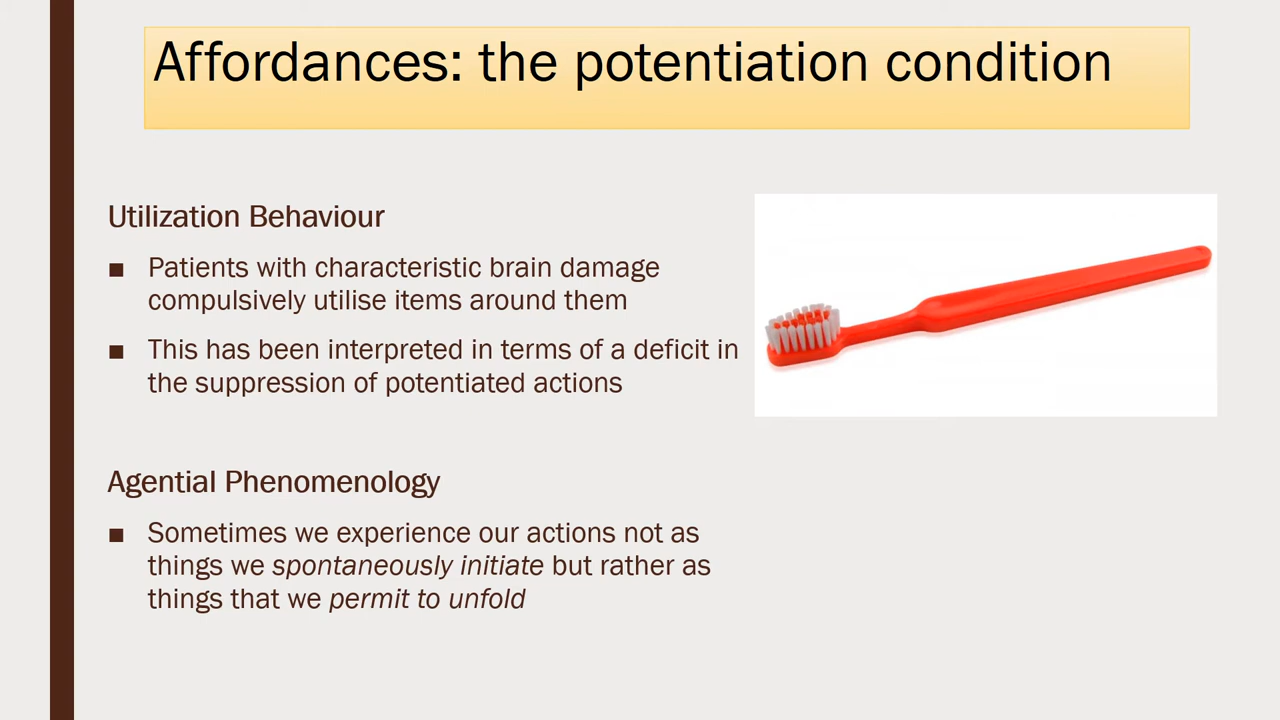 Affordances: the potentiation condition
Utilization Behaviour
■ Patients with characteristic brain damage
compulsively utilise items around them
■ This has been interpreted in terms of a deficit in
the suppression of potentiated actions
Agential Phenomenology
■ Sometimes we experience our actions not as
things we spontaneously initiate but rather as
things that we permit to unfold